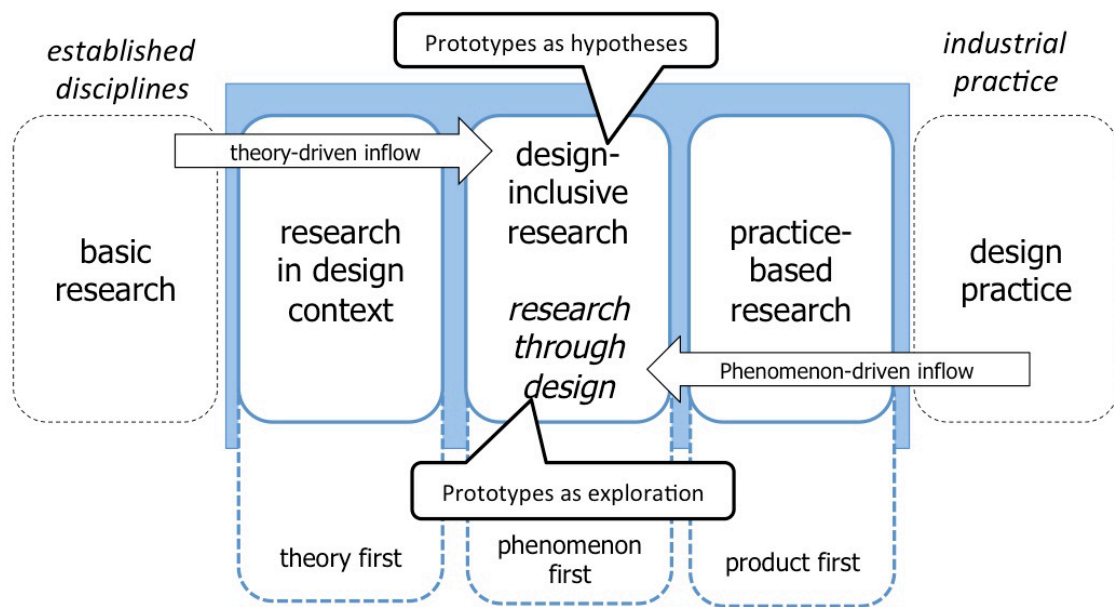 Prototypes as hypotheses
established
disciplines
industrial
practice
theory-driven inflow
basic
research
research
in design
context
design-
inclusive
research
research
through
design
practice-
based
research
design
practice
Phenomenon-driven inflow
Prototypes as exploration
theory first
phenomenon
first
product first